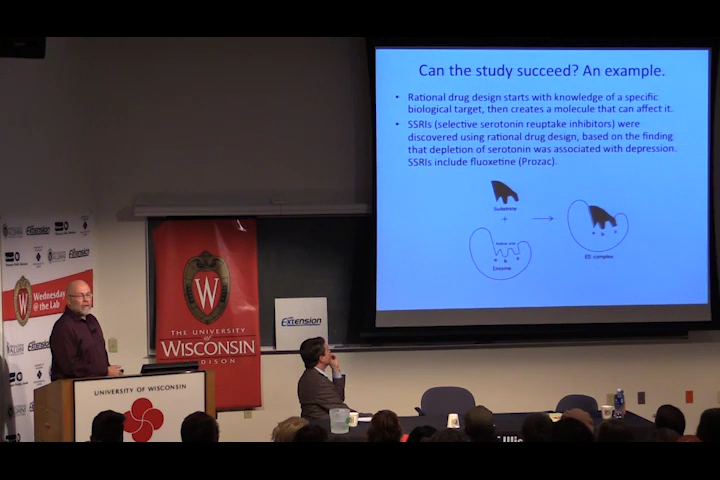 Can the study succeed? An example.
• Rational drug design starts with knowledge of a specific
biological target, then creates a molecule that can affect it.
• SSRIs (selective serotonin reuptake inhibitors) were
discovered using rational drug design, based on the finding
that depletion of serotonin was associated with depression.
SSRIs include fluoxetine (Prozac).
Substrate
+
Enzyme
ES complex
Wednesday
@ the Lab
Extension
W
THE UNIVERSITY
of
WISCONSIN
MADISON
Extension
UNIVERSITY OF WISCONSIN